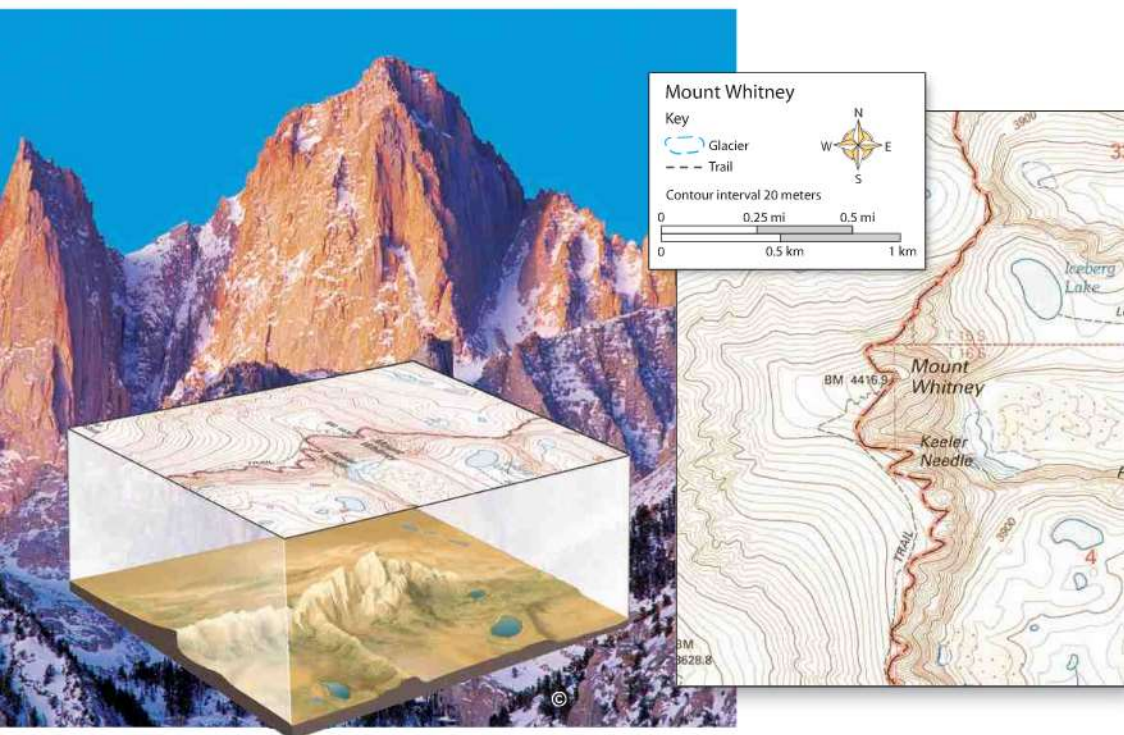 Mount Whitney
Key
N
W
E
S
Glacier
Trail
Contour interval 20 meters
0 0.25 mi 0.5 mi
0 0.5 km 1 km
3900
Iceberg
Lake
BM 4416.9
Mount
Whitney
Keeler
Needle
3900
TRAIL
4
BM
3628.8
TRAIL
©